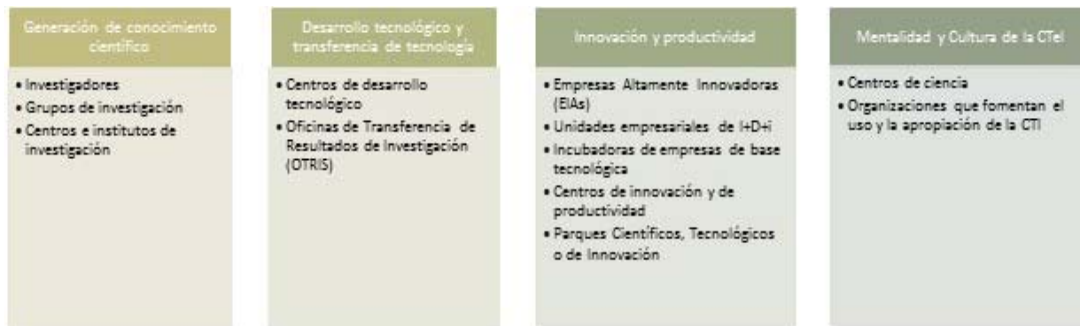 Generación de conocimiento
científico
• Investigadores
• Grupos de investigación
• Centros e institutos de
investigación
Desarrollo tecnológico y
transferencia de tecnología
• Centros de desarrollo
tecnológico
• Oficinas de Transferencia de
Resultados de Investigación
(OTRIS)
Innovación y productividad
• Empresas Altamente Innovadoras
(EIAs)
• Unidades empresariales de I+D+i
• Incubadoras de empresas de base
tecnológica
• Centros de innovación y de
productividad
• Parques Científicos, Tecnológicos
o de Innovación
Mentalidad y Cultura de la CTeI
• Centros de ciencia
• Organizaciones que fomentan el
uso y la apropiación de la CTI